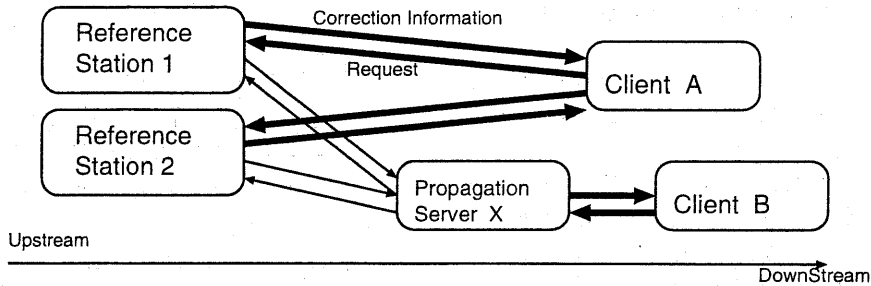 Reference
Station 1
Correction Information
Request
Client A
Reference
Station 2
Propagation
Server X
Client B
Upstream
DownStream